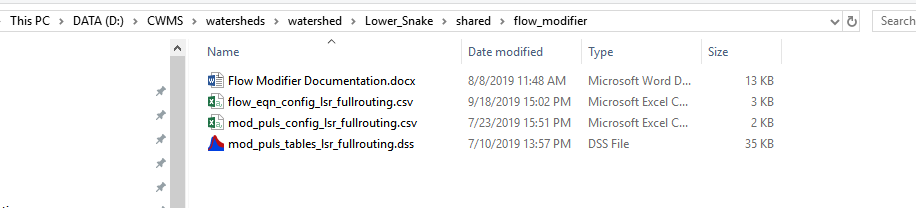 This PC > DATA (D:) > CWMS > watersheds > watershed > Lower_Snake > shared > flow_modifier Search
Name Date modified Type Size
Flow Modifier Documentation.docx 8/8/2019 11:48 AM Microsoft Word D... 13 KB
flow_eqn_config_lsr_fullrouting.csv 9/18/2019 15:02 PM Microsoft Excel C... 3 KB
mod_puls_config_lsr_fullrouting.csv 7/23/2019 15:51 PM Microsoft Excel C... 2 KB
mod_puls_tables_lsr_fullrouting.dss 7/10/2019 13:57 PM DSS File 35 KB